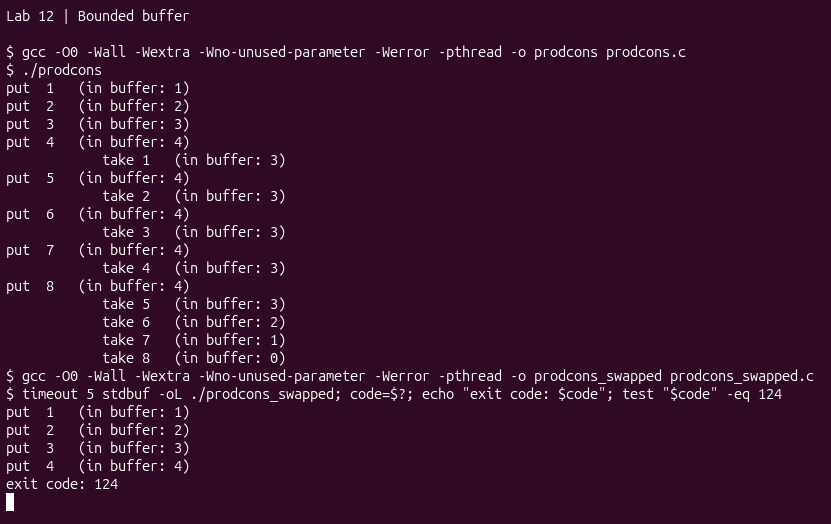 Lab 12 | Bounded buffer
$ gcc -O0 -Wall -Wextra -Wno-unused-parameter -Werror -pthread -o prodcons prodcons.c
$ ./prodcons
put  1   (in buffer: 1)
put  2   (in buffer: 2)
put  3   (in buffer: 3)
put  4   (in buffer: 4)
            take 1   (in buffer: 3)
put  5   (in buffer: 4)
            take 2   (in buffer: 3)
put  6   (in buffer: 4)
            take 3   (in buffer: 3)
put  7   (in buffer: 4)
            take 4   (in buffer: 3)
put  8   (in buffer: 4)
            take 5   (in buffer: 3)
            take 6   (in buffer: 2)
            take 7   (in buffer: 1)
            take 8   (in buffer: 0)
$ gcc -O0 -Wall -Wextra -Wno-unused-parameter -Werror -pthread -o prodcons_swapped prodcons_swapped.c
$ timeout 5 stdbuf -oL ./prodcons_swapped; code=$?; echo "exit code: $code"; test "$code" -eq 124
put  1   (in buffer: 1)
put  2   (in buffer: 2)
put  3   (in buffer: 3)
put  4   (in buffer: 4)
exit code: 124